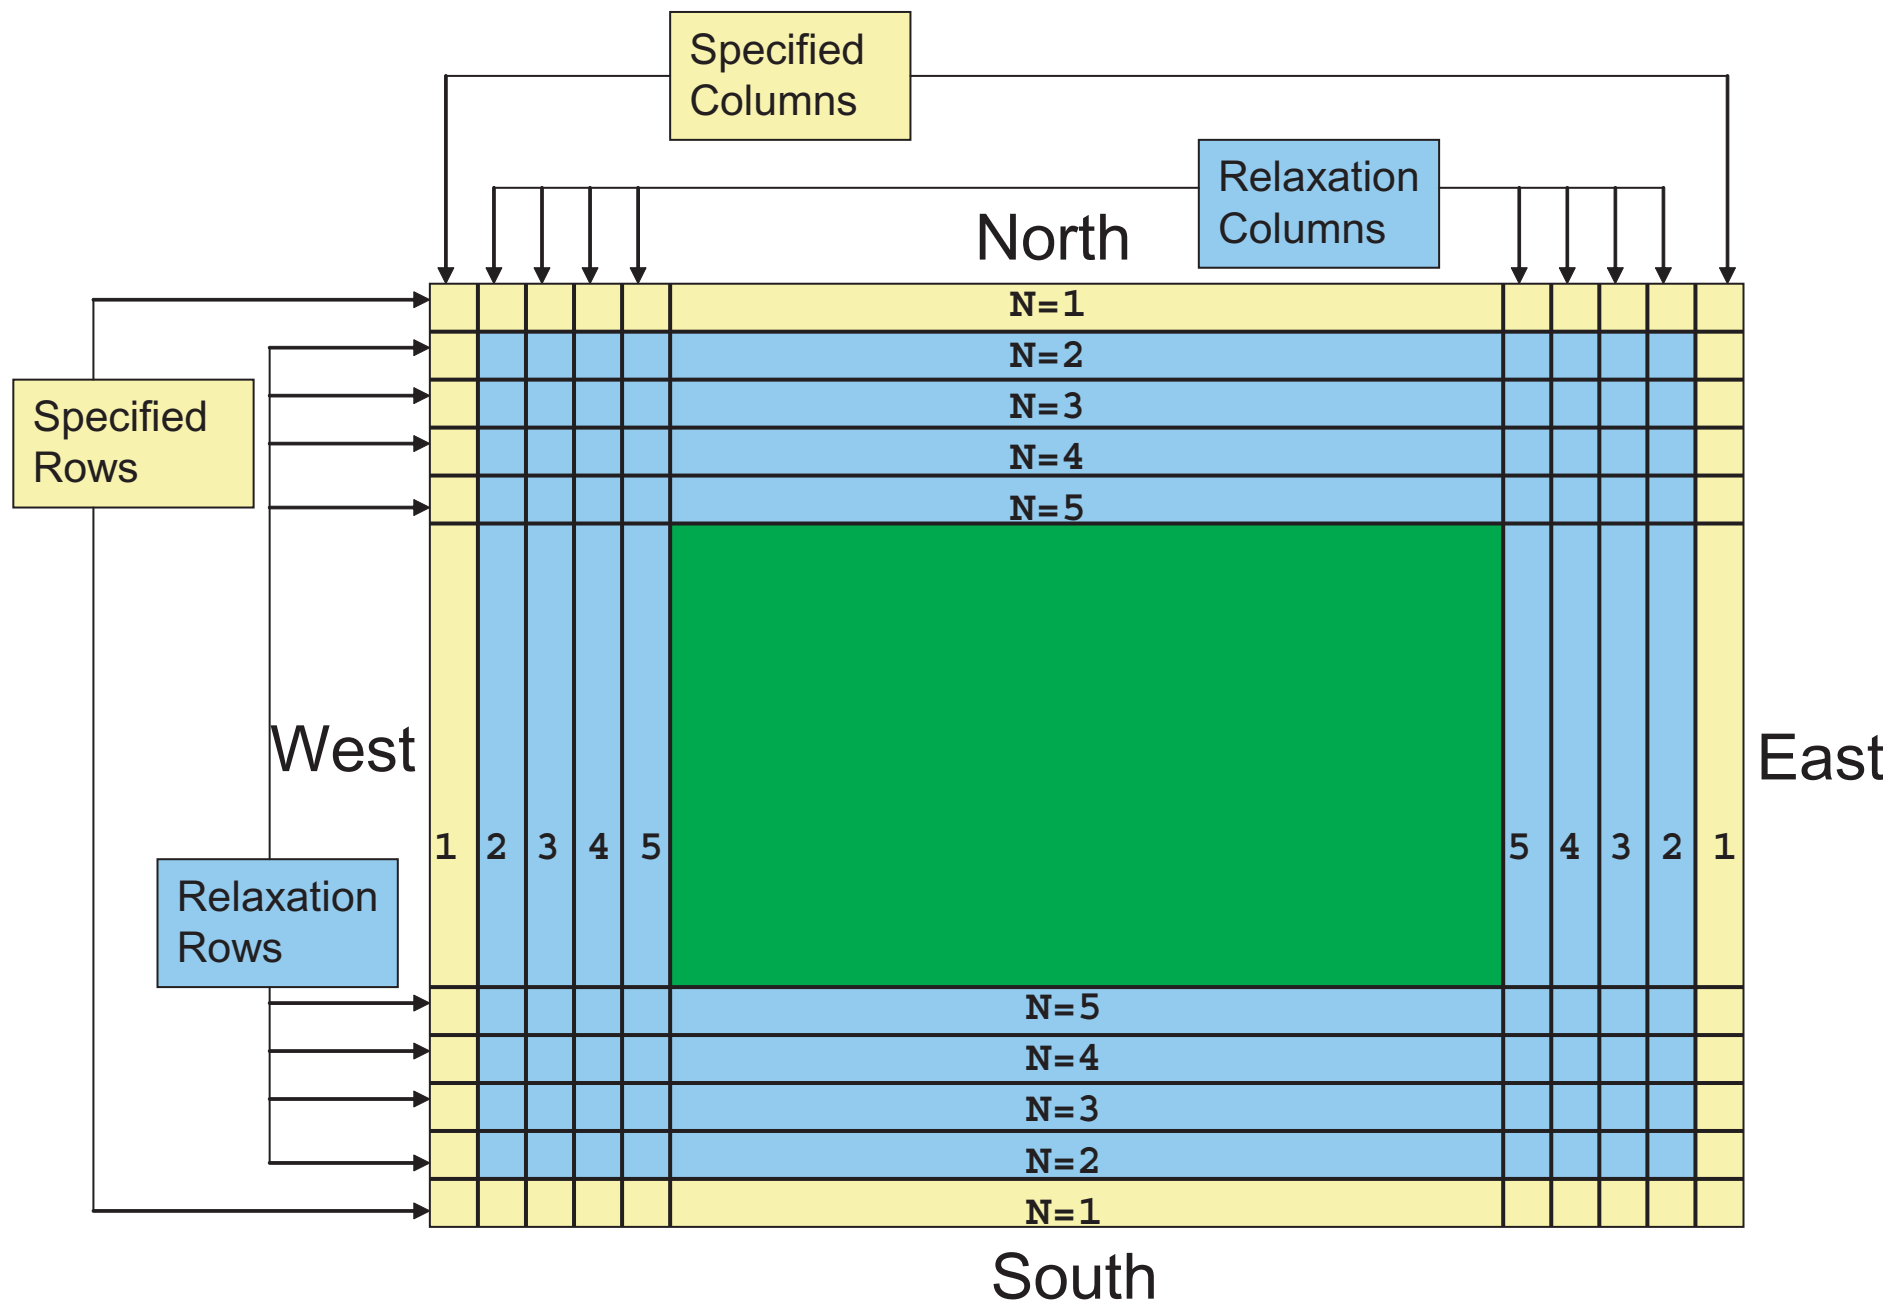 Specified
Columns
Relaxation
Columns
North
N=1
N=2
N=3
N=4
N=5
Specified
Rows
West
East
1 2 3 4 5 5 4 3 2 1
Relaxation
Rows
N=5
N=4
N=3
N=2
N=1
South